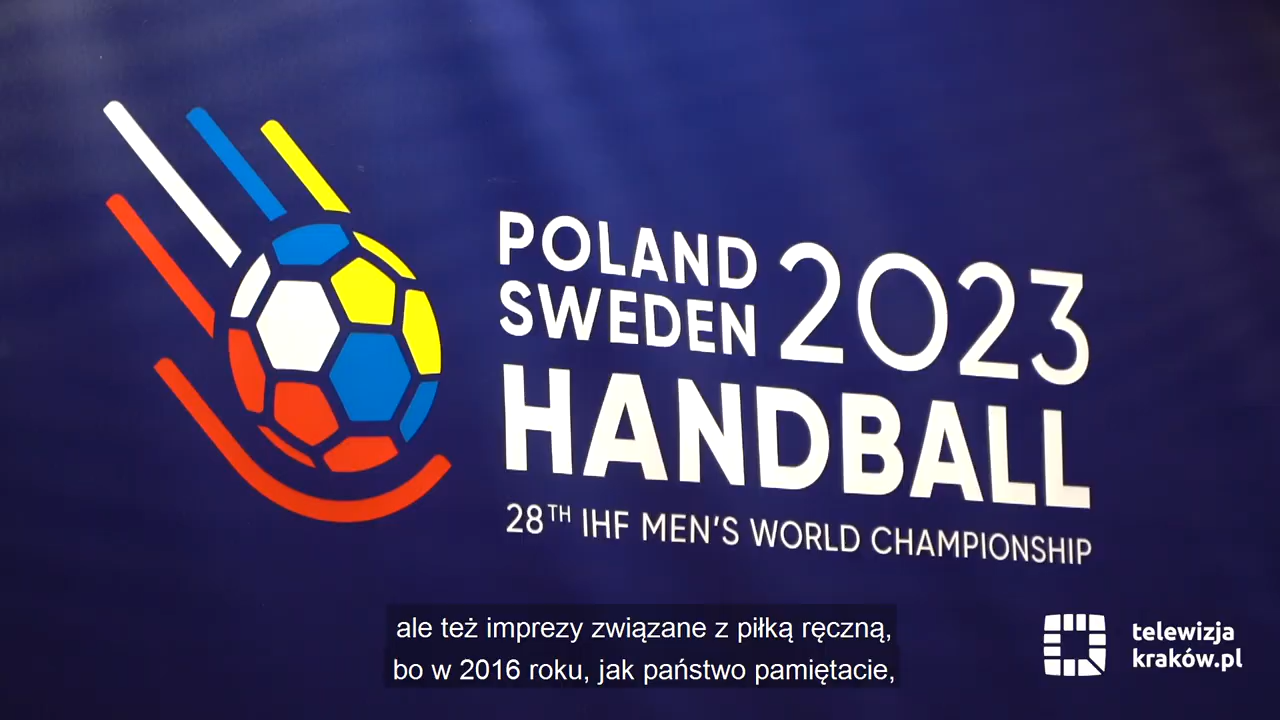 POLAND
SWEDEN
2023
HANDBALL
28TH IHF MEN'S WORLD CHAMPIONSHIP
ale też imprezy związane z piłką ręczną,
bo w 2016 roku, jak państwo pamiętacie,
telewizja
kraków.pl